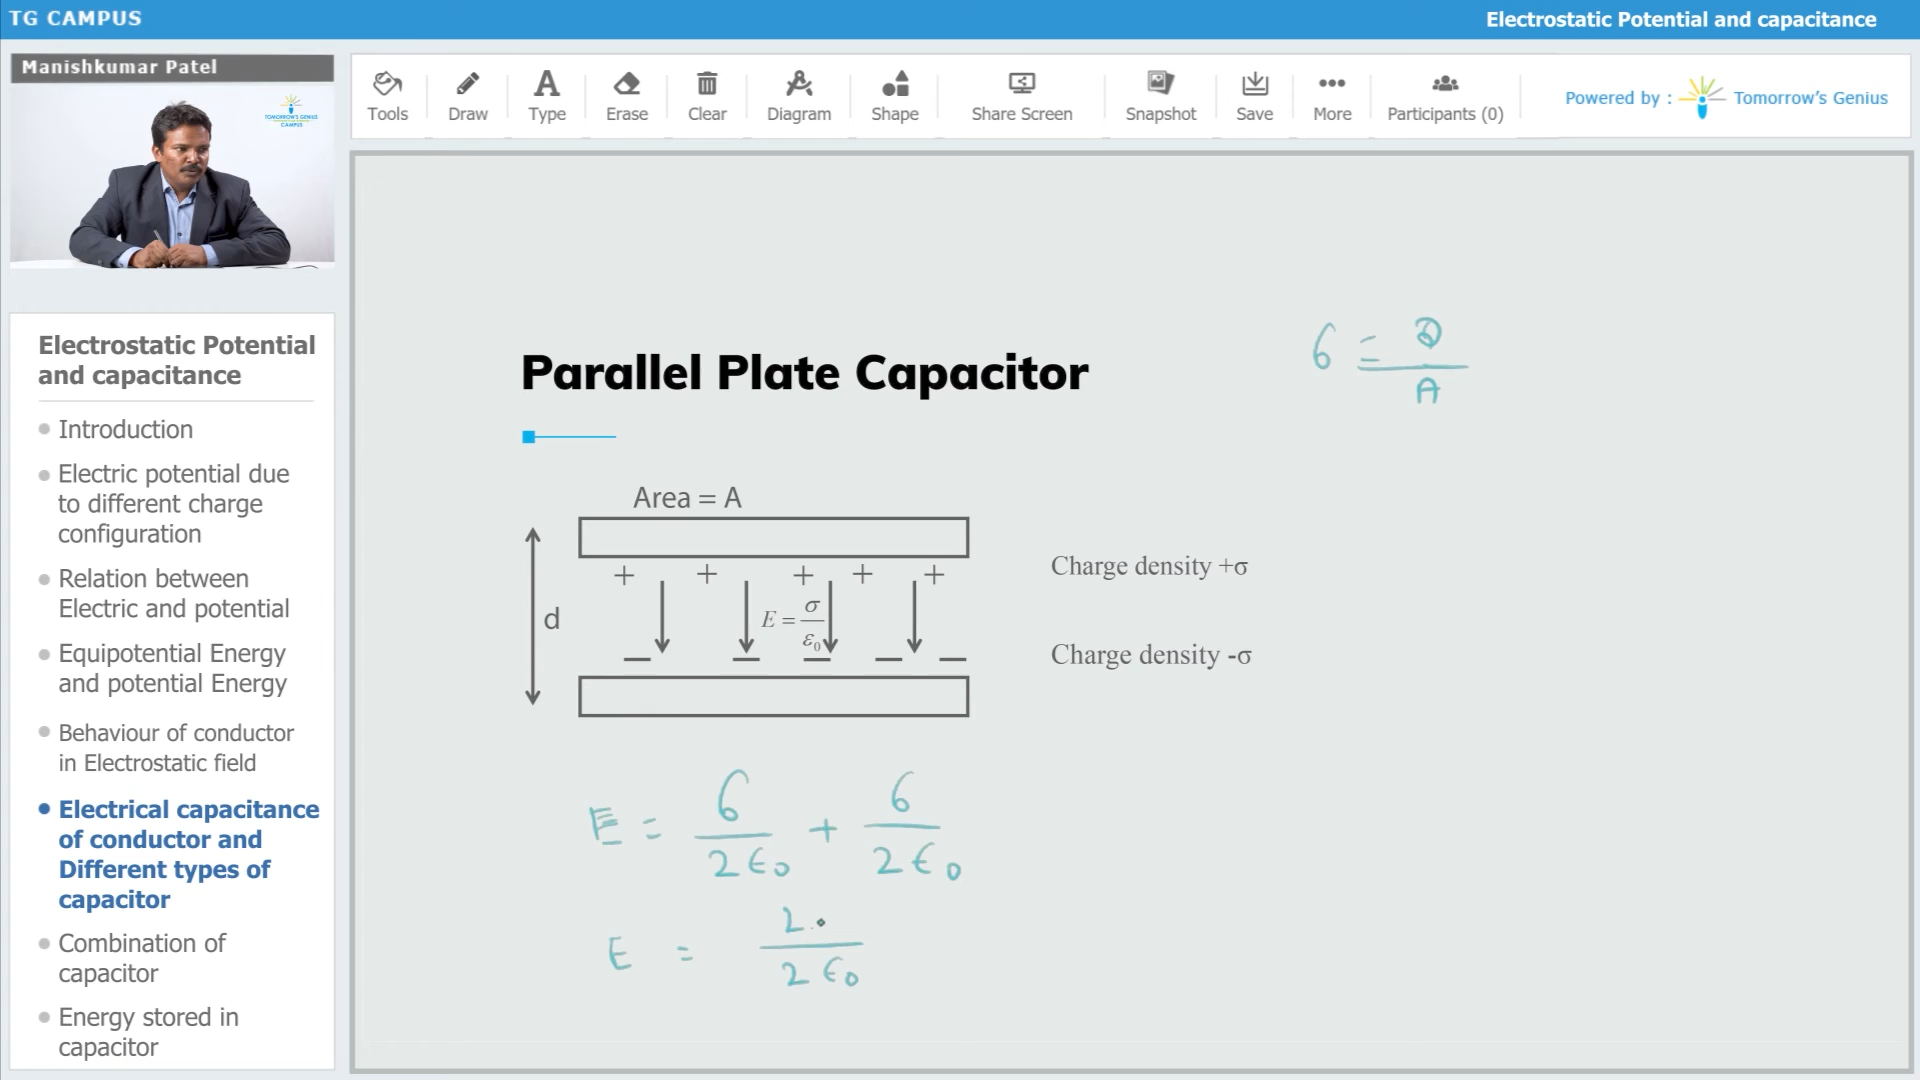 TG CAMPUS
Electrostatic Potential and capacitance
Manishkumar Patel
TOMORROW'S GENIUS
CAMPUS
Tools
Draw
Type
Erase
Clear
Diagram
Shape
Share Screen
Snapshot
Save
More
Participants (0)
Powered by :
Tomorrow's Genius
Electrostatic Potential
and capacitance
Introduction
Electric potential due
to different charge
configuration
Relation between
Electric and potential
Equipotential Energy
and potential Energy
Behaviour of conductor
in Electrostatic field
Electrical capacitance
of conductor and
Different types of
capacitor
Combination of
capacitor
Energy stored in
capacitor
Parallel Plate Capacitor
σ = Q / A
Area = A
+ + + + +
d
E = σ / ε₀
— — — — —
Charge density +σ
Charge density -σ
E = σ / 2ε₀ + σ / 2ε₀
E = 2 / 2ε₀